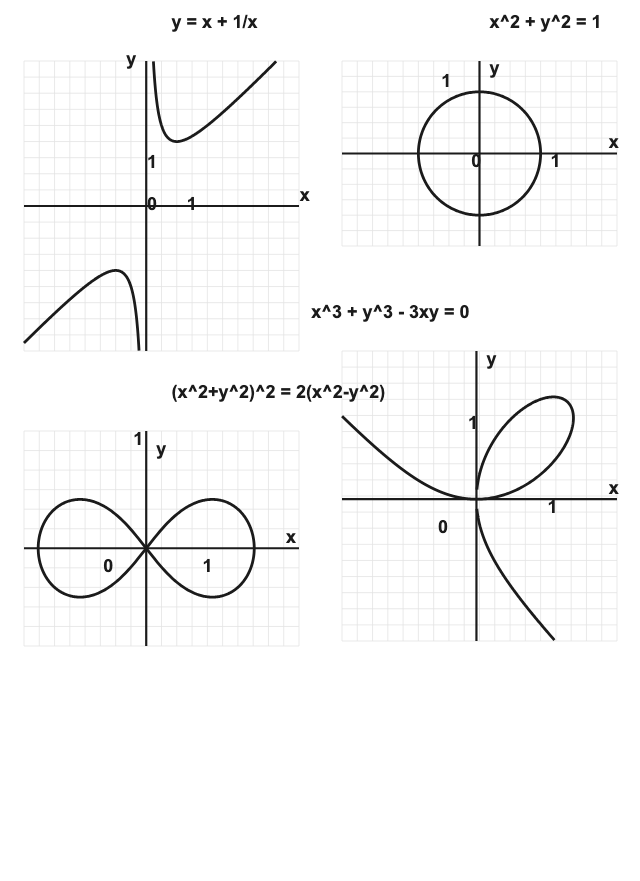 y = x + 1/x
x^2 + y^2 = 1
y
1
0 1
x
y
1
0
1
x
x^3 + y^3 - 3xy = 0
(x^2+y^2)^2 = 2(x^2-y^2)
1
y
x
0
1
y
1
x
1
0